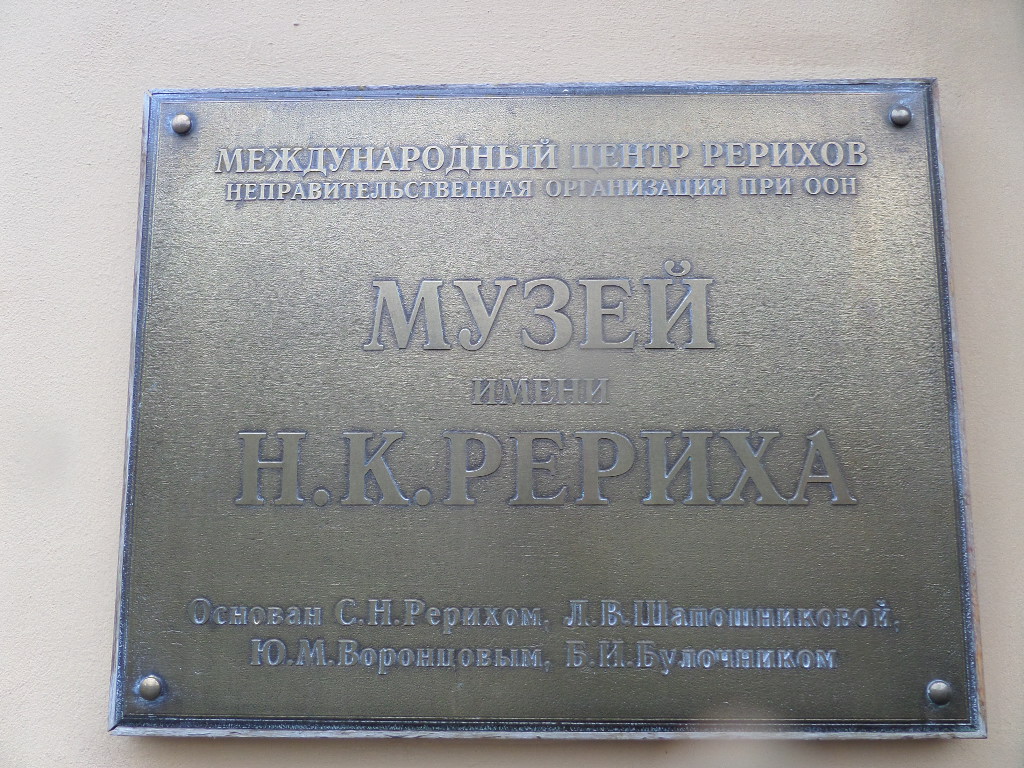 МЕЖДУНАРОДНЫЙ ЦЕНТР РЕРИХОВ
НЕПРАВИТЕЛЬСТВЕННАЯ ОРГАНИЗАЦИЯ ПРИ ООН
МУЗЕЙ
ИМЕНИ
Н.К.РЕРИХА
Основан С.Н.Рерихом, Л.В.Шапошниковой,
Ю.М.Воронцовым, Б.И.Булочником